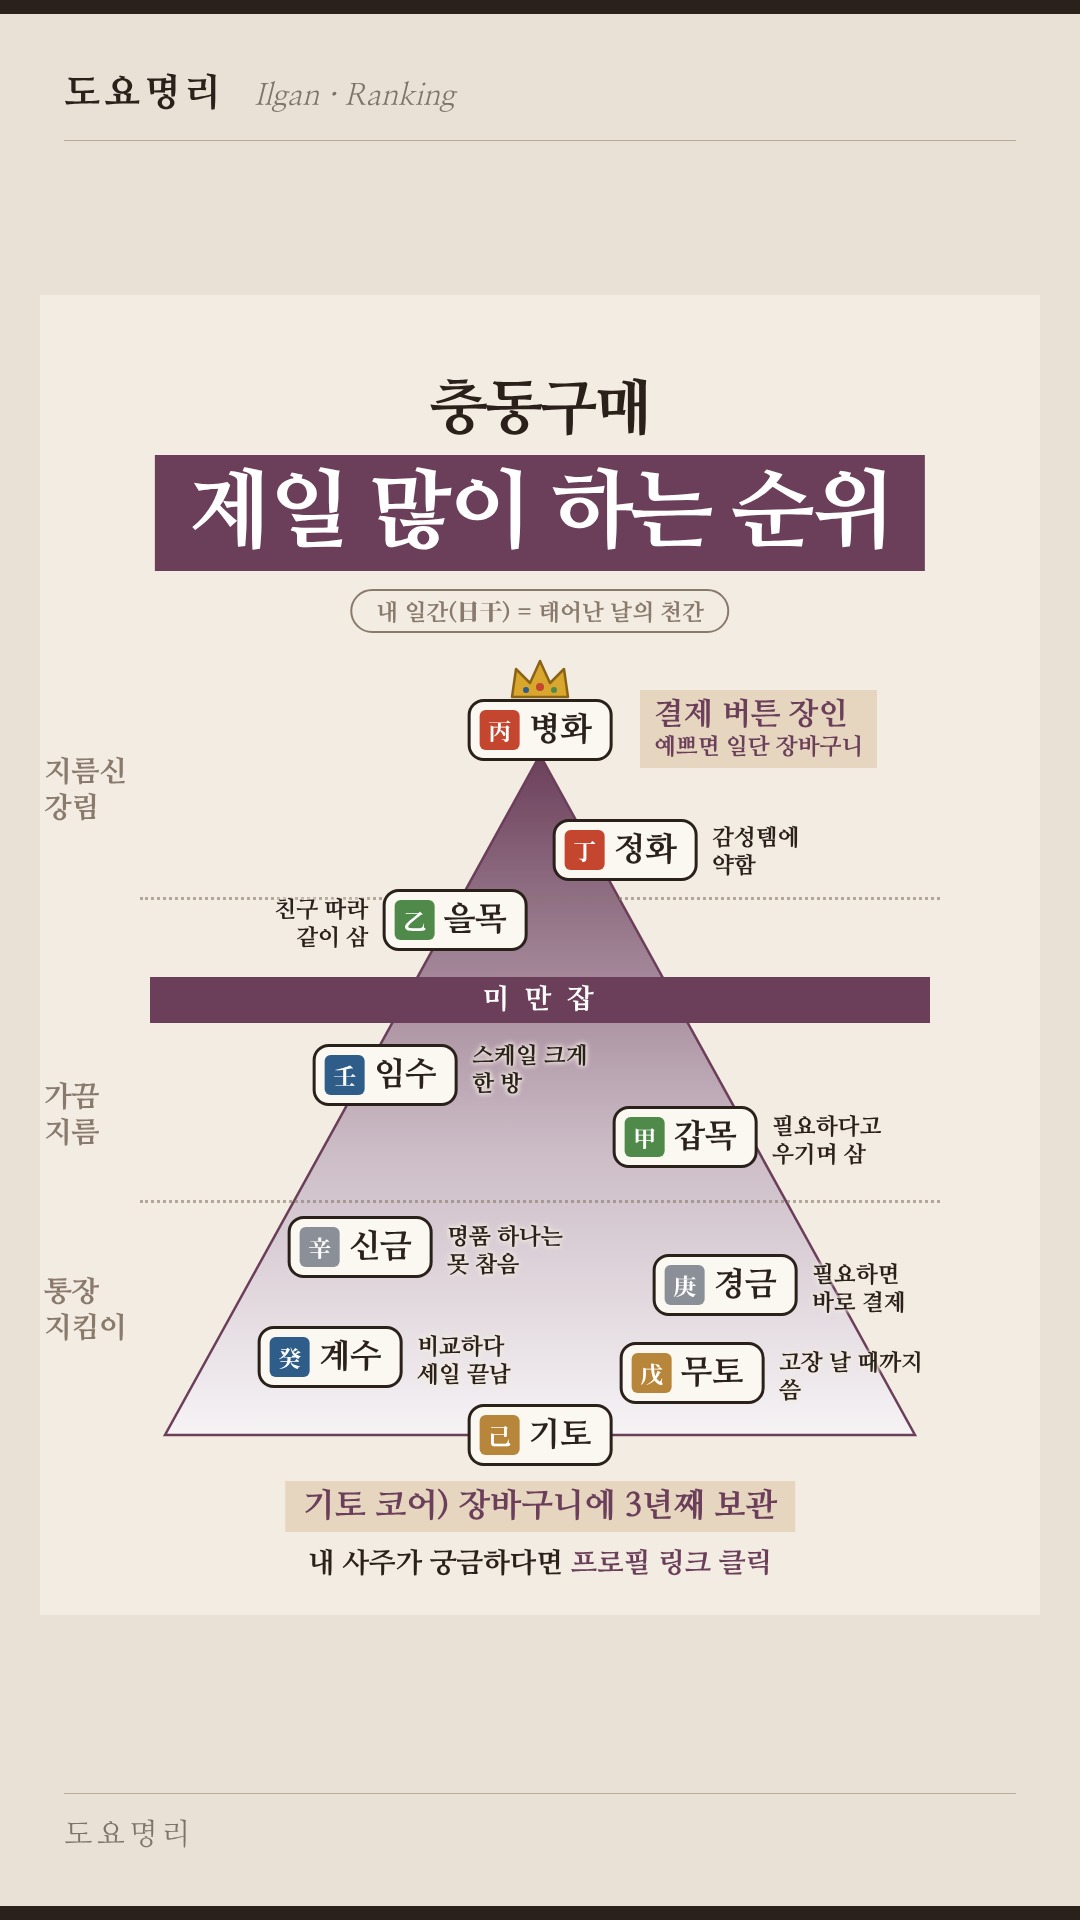 도요명리 Ilgan · Ranking
충동구매
제일 많이 하는 순위
내 일간(日干) = 태어난 날의 천간
丙 병화
결제 버튼 장인
예쁘면 일단 장바구니
지름신
강림
丁 정화
감성템에
약함
친구 따라
같이 삼
乙 을목
미만잡
壬 임수
스케일 크게
한 방
가끔
지름
甲 갑목
필요하다고
우기며 삼
辛 신금
명품 하나는
못 참음
庚 경금
필요하면
바로 결제
통장
지킴이
癸 계수
비교하다
세일 끝남
戊 무토
고장 날 때까지
씀
己 기토
기토 코어) 장바구니에 3년째 보관
내 사주가 궁금하다면 프로필 링크 클릭
도요명리